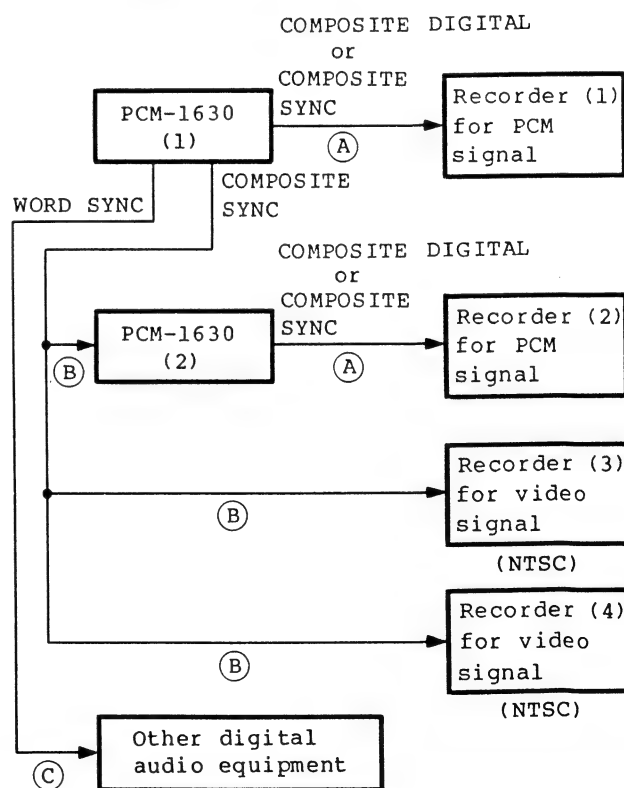 COMPOSITE DIGITAL
or
COMPOSITE
SYNC
PCM-1630
(1)
A
Recorder (1)
for PCM
signal
WORD SYNC
COMPOSITE
SYNC
COMPOSITE DIGITAL
or
COMPOSITE
SYNC
B
PCM-1630
(2)
A
Recorder (2)
for PCM
signal
B
Recorder (3)
for video
signal
(NTSC)
B
Recorder (4)
for video
signal
(NTSC)
C
Other digital
audio equipment